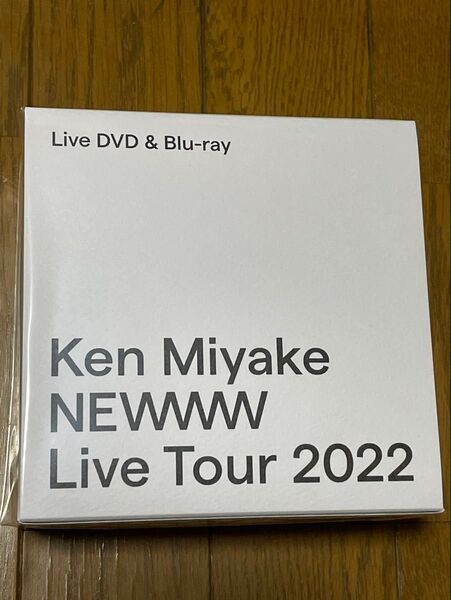 Live DVD & Blu-ray
Ken Miyake
NEWWW
Live Tour 2022